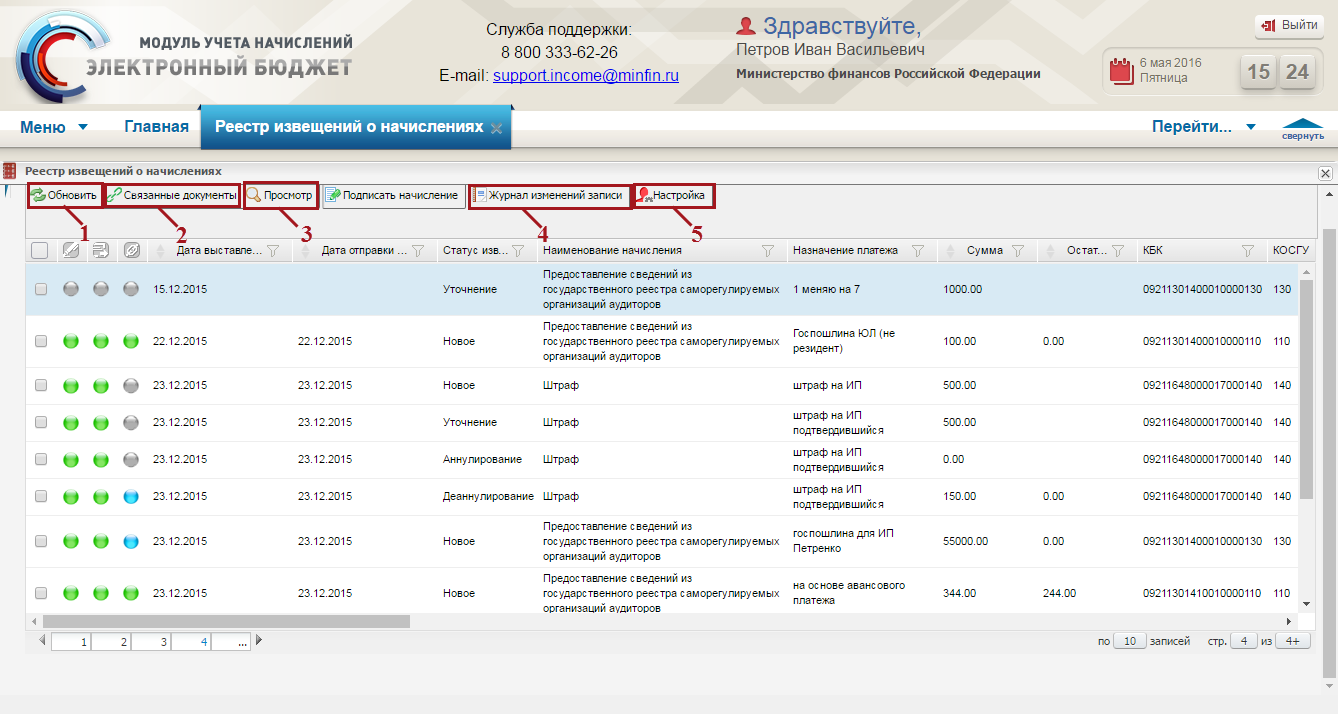 МОДУЛЬ УЧЕТА НАЧИСЛЕНИЙ
ЭЛЕКТРОННЫЙ БЮДЖЕТ
Служба поддержки:
8 800 333-62-26
E-mail: support.income@minfin.ru
Здравствуйте,
Петров Иван Васильевич
Министерство финансов Российской Федерации
Выйти
6 мая 2016
Пятница
15 24
Меню Главная Реестр извещений о начислениях Перейти... свернуть
Реестр извещений о начислениях
Обновить Связанные документы Просмотр Подписать начисление Журнал изменений записи Настройка
1 2 3 4 5
Дата выставле... Дата отправки ... Статус изв... Наименование начисления Назначение платежа Сумма Остат... КБК КОСГУ
15.12.2015 Уточнение Предоставление сведений из
государственного реестра саморегулируемых
организаций аудиторов 1 меняю на 7 1000.00 09211301400010000130 130
22.12.2015 22.12.2015 Новое Предоставление сведений из
государственного реестра саморегулируемых
организаций аудиторов Госпошлина ЮЛ (не
резидент) 100.00 0.00 09211301400010000110 110
23.12.2015 23.12.2015 Новое Штраф штраф на ИП 500.00 09211648000017000140 140
23.12.2015 23.12.2015 Уточнение Штраф штраф на ИП
подтвердившийся 500.00 09211648000017000140 140
23.12.2015 23.12.2015 Аннулирование Штраф штраф на ИП
подтвердившийся 0.00 09211648000017000140 140
23.12.2015 23.12.2015 Деаннулирование Штраф штраф на ИП
подтвердившийся 150.00 0.00 09211648000017000140 140
23.12.2015 23.12.2015 Новое Предоставление сведений из
государственного реестра саморегулируемых
организаций аудиторов госпошлина для ИП
Петренко 55000.00 0.00 09211301400010000130 130
23.12.2015 23.12.2015 Новое Предоставление сведений из
государственного реестра саморегулируемых
организаций аудиторов на основе авансового
платежа 344.00 244.00 09211301410010000110 110
1 2 3 4 ... по 10 записей стр. 4 из 4+